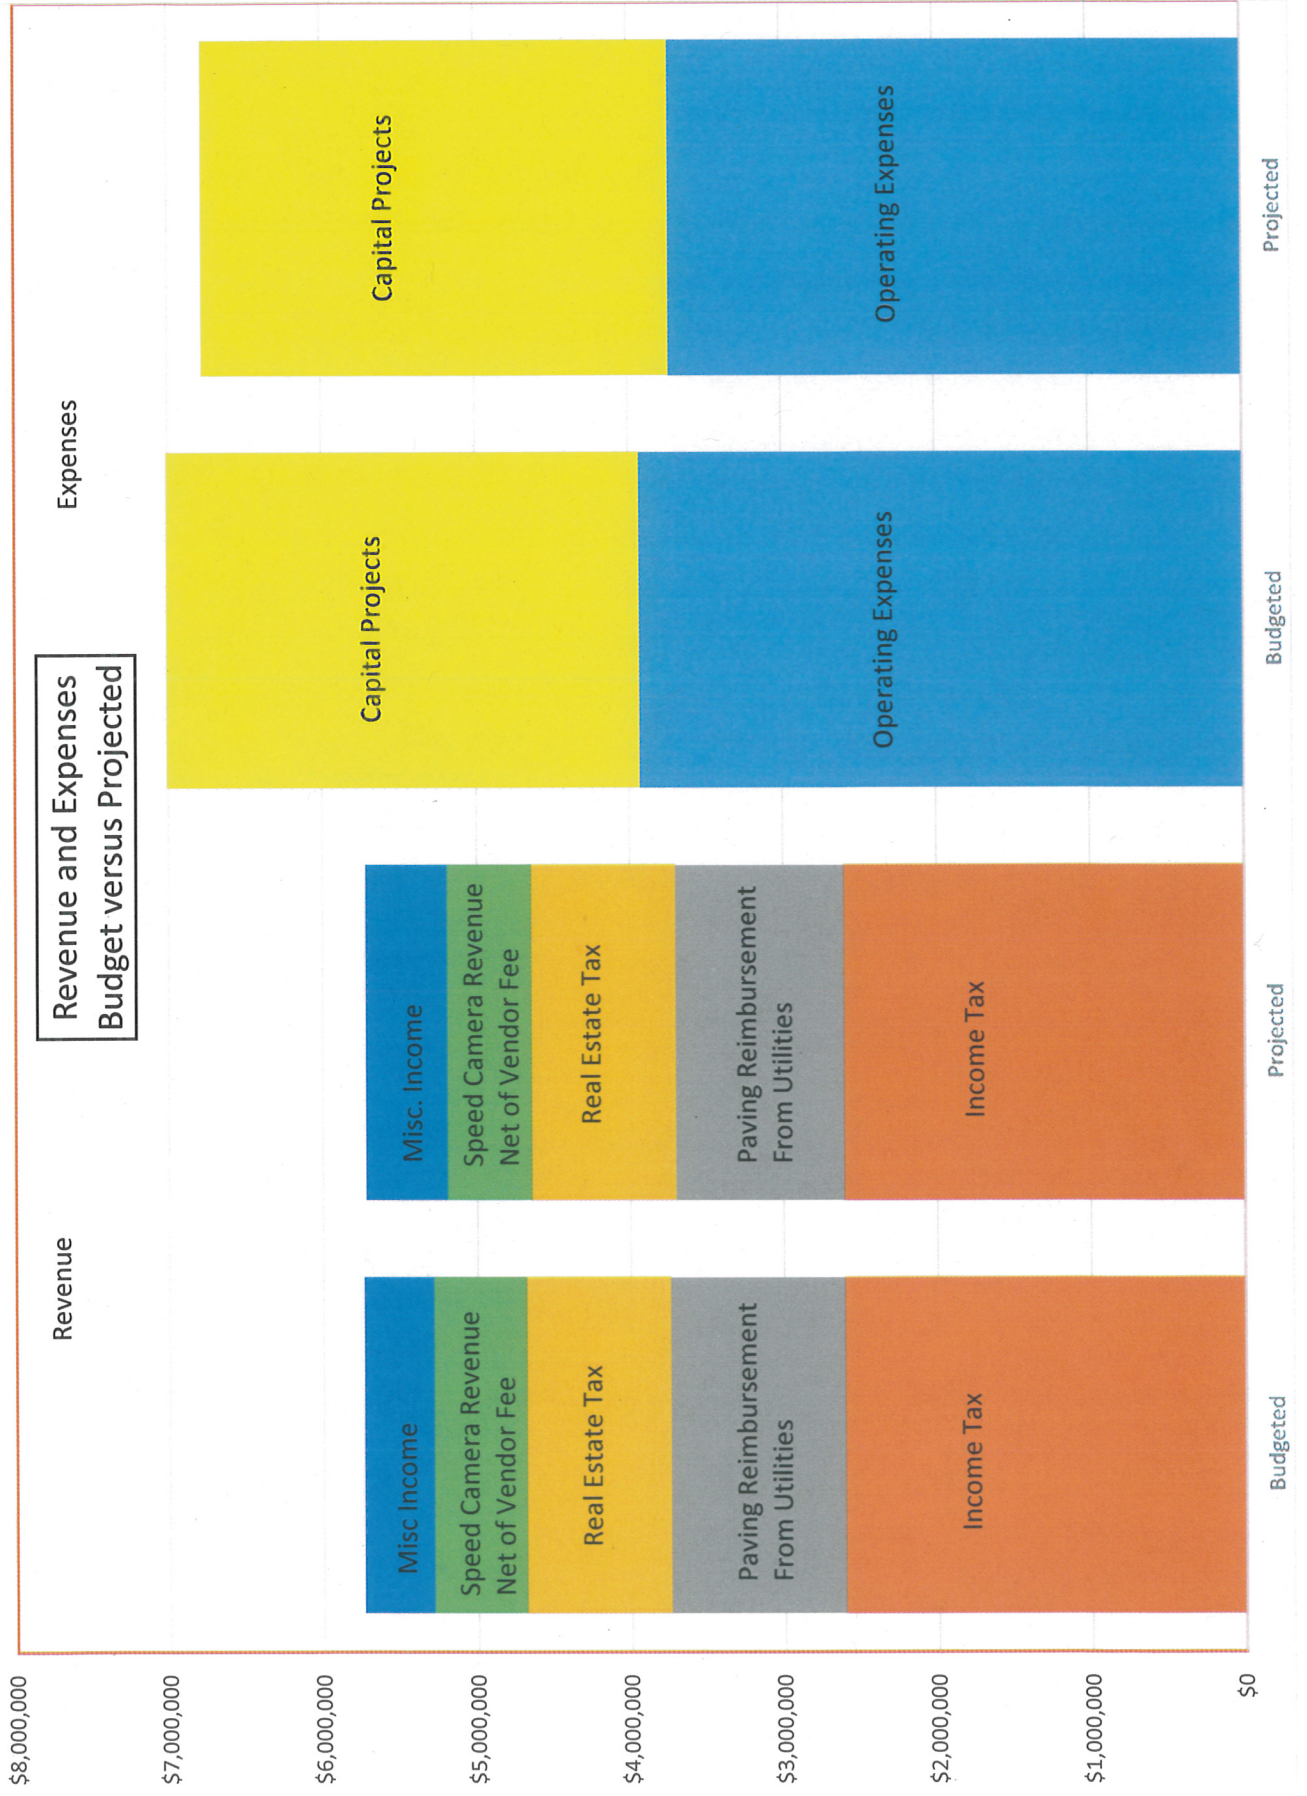 Revenue and Expenses
Budget versus Projected
Revenue
Expenses
$8,000,000
$7,000,000
$6,000,000
$5,000,000
$4,000,000
$3,000,000
$2,000,000
$1,000,000
$0
Misc Income
Speed Camera Revenue
Net of Vendor Fee
Real Estate Tax
Paving Reimbursement
From Utilities
Income Tax
Budgeted
Misc. Income
Speed Camera Revenue
Net of Vendor Fee
Real Estate Tax
Paving Reimbursement
From Utilities
Income Tax
Projected
Capital Projects
Operating Expenses
Budgeted
Capital Projects
Operating Expenses
Projected